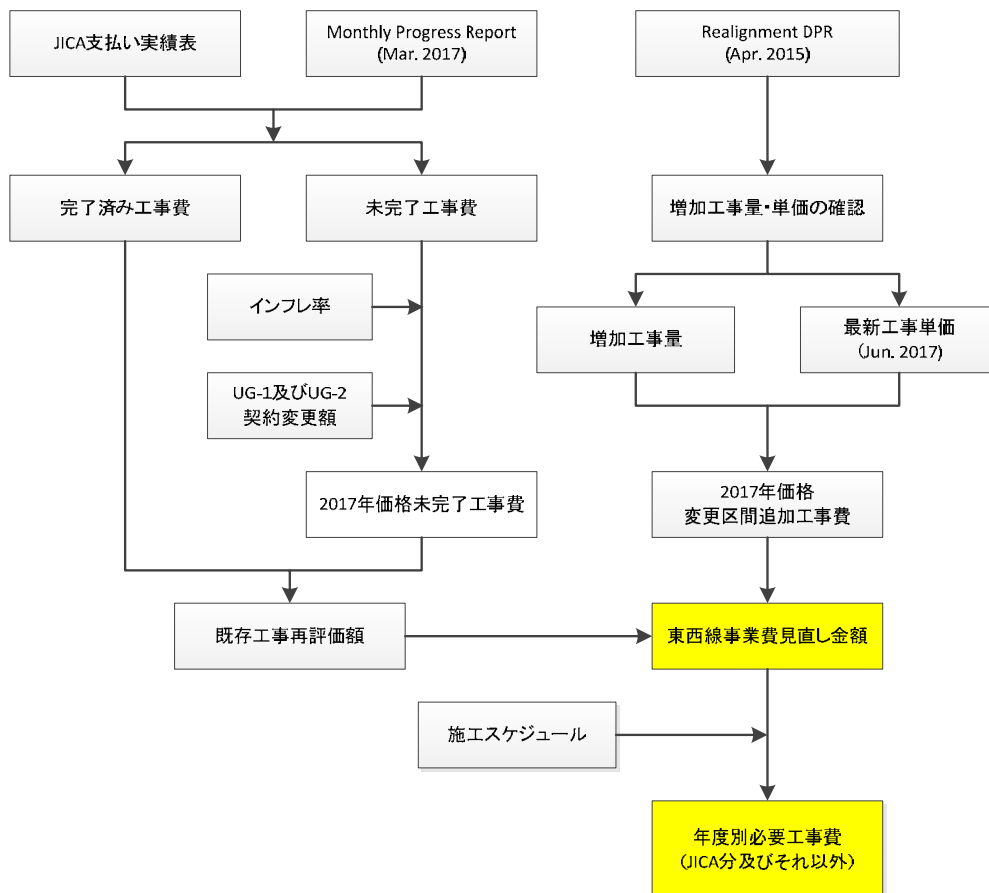 JICA支払い実績表
Monthly Progress Report
(Mar. 2017)
Realignment DPR
(Apr. 2015)
完了済み工事費
未完了工事費
増加工事量・単価の確認
インフレ率
増加工事量
最新工事単価
(Jun. 2017)
UG-1及びUG-2
契約変更額
2017年価格未完了工事費
2017年価格
変更区間追加工事費
既存工事再評価額
東西線事業費見直し金額
施工スケジュール
年度別必要工事費
(JICA分及びそれ以外)